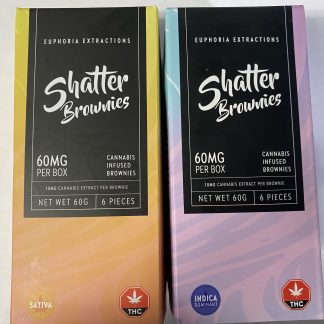 EUPHORIA EXTRACTIONS
Shatter
Brownies
60MG
PER BOX
CANNABIS
INFUSED
BROWNIES
10MG CANNABIS EXTRACT PER BROWNIE
NET WET 60G
6 PIECES
SATIVA
THC
EUPHORIA EXTRACTIONS
Shatter
Brownies
60MG
PER BOX
CANNABIS
INFUSED
BROWNIES
10MG CANNABIS EXTRACT PER BROWNIE
NET WET 60G
6 PIECES
INDICA
DOMINANT
THC